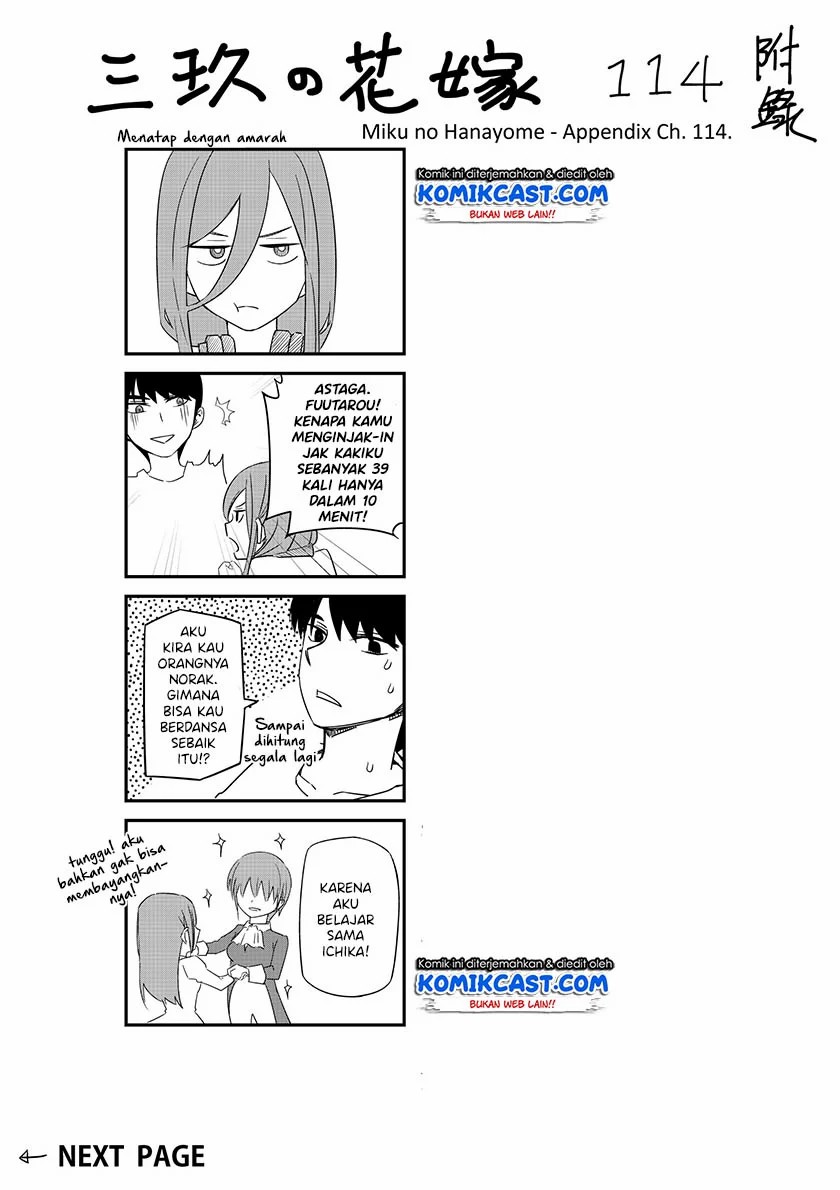 三玖の花嫁 114 附錄
Miku no Hanayome - Appendix Ch. 114.
Menatap dengan amarah
Komik ini diterjemahkan & diedit oleh
KOMIKCAST.COM
BUKAN WEB LAIN!!
ASTAGA.
FUUTAROU!
KENAPA KAMU
MENGINJAK-IN
JAK KAKIKU
SEBANYAK 39
KALI HANYA
DALAM 10
MENIT!
AKU
KIRA KAU
ORANGNYA
NORAK.
GIMANA
BISA KAU
BERDANSA
SEBAIK
ITU!?
Sampai
dihitung
segala lagi
KARENA
AKU
BELAJAR
SAMA
ICHIKA!
tunggu! aku
bahkan gak bisa
membayangkan-
nya!
Komik ini diterjemahkan & diedit oleh
KOMIKCAST.COM
BUKAN WEB LAIN!!
NEXT PAGE